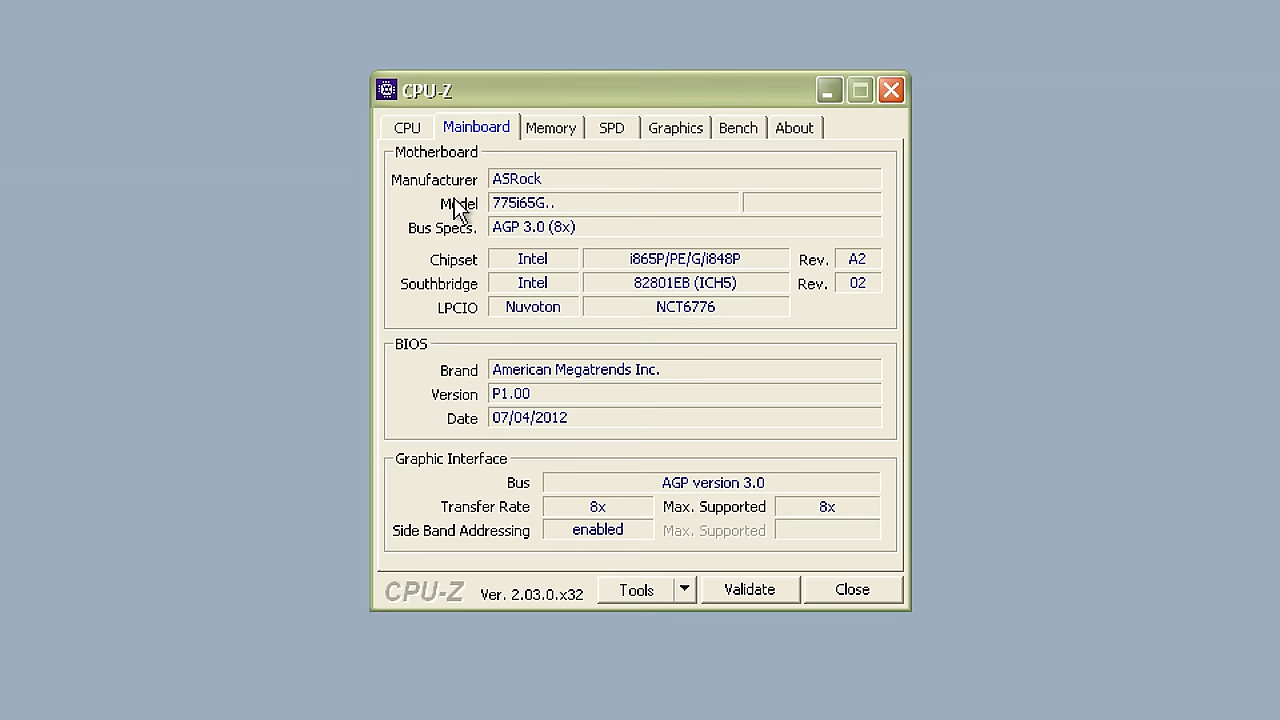 CPU-Z
CPU Mainboard Memory SPD Graphics Bench About
Motherboard
Manufacturer ASRock
Model 775i65G..
Bus Specs. AGP 3.0 (8x)
Chipset Intel i865P/PE/G/i848P Rev. A2
Southbridge Intel 82801EB (ICH5) Rev. 02
LPCIO Nuvoton NCT6776
BIOS
Brand American Megatrends Inc.
Version P1.00
Date 07/04/2012
Graphic Interface
Bus AGP version 3.0
Transfer Rate 8x Max. Supported 8x
Side Band Addressing enabled Max. Supported
CPU-Z Ver. 2.03.0.x32 Tools Validate Close